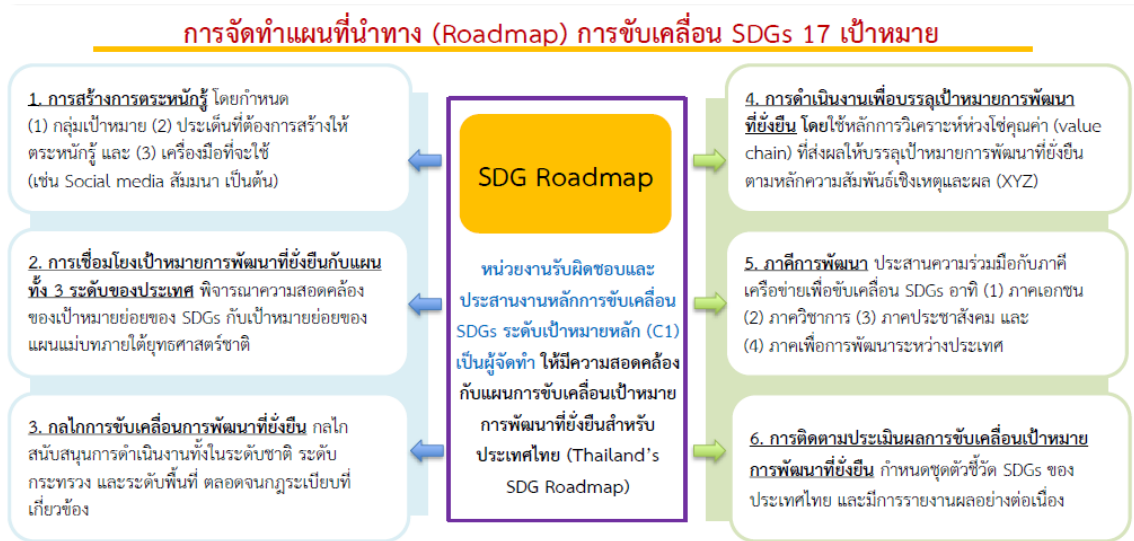 การจัดทำแผนที่นำทาง (Roadmap) การขับเคลื่อน SDGs 17 เป้าหมาย
1. การสร้างการตระหนักรู้ โดยกำหนด
(1) กลุ่มเป้าหมาย (2) ประเด็นที่ต้องการสร้างให้
ตระหนักรู้ และ (3) เครื่องมือที่จะใช้
(เช่น Social media สัมมนา เป็นต้น)
2. การเชื่อมโยงเป้าหมายการพัฒนาที่ยั่งยืนกับแผน
ทั้ง 3 ระดับของประเทศ พิจารณาความสอดคล้อง
ของเป้าหมายย่อยของ SDGs กับเป้าหมายย่อยของ
แผนแม่บทภายใต้ยุทธศาสตร์ชาติ
3. กลไกการขับเคลื่อนการพัฒนาที่ยั่งยืน กลไก
สนับสนุนการดำเนินงานทั้งในระดับชาติ ระดับ
กระทรวง และระดับพื้นที่ ตลอดจนกฎระเบียบที่
เกี่ยวข้อง
SDG Roadmap
หน่วยงานรับผิดชอบและ
ประสานงานหลักการขับเคลื่อน
SDGs ระดับเป้าหมายหลัก (C1)
เป็นผู้จัดทำ ให้มีความสอดคล้อง
กับแผนการขับเคลื่อนเป้าหมาย
การพัฒนาที่ยั่งยืนสำหรับ
ประเทศไทย (Thailand's
SDG Roadmap)
4. การดำเนินงานเพื่อบรรลุเป้าหมายการพัฒนา
ที่ยั่งยืน โดยใช้หลักการวิเคราะห์ห่วงโซ่คุณค่า (value
chain) ที่ส่งผลให้บรรลุเป้าหมายการพัฒนาที่ยั่งยืน
ตามหลักความสัมพันธ์เชิงเหตุและผล (XYZ)
5. ภาคีการพัฒนา ประสานความร่วมมือกับภาคี
เครือข่ายเพื่อขับเคลื่อน SDGs อาทิ (1) ภาคเอกชน
(2) ภาควิชาการ (3) ภาคประชาสังคม และ
(4) ภาคเพื่อการพัฒนาระหว่างประเทศ
6. การติดตามประเมินผลการขับเคลื่อนเป้าหมาย
การพัฒนาที่ยั่งยืน กำหนดชุดตัวชี้วัด SDGs ของ
ประเทศไทย และมีการรายงานผลอย่างต่อเนื่อง